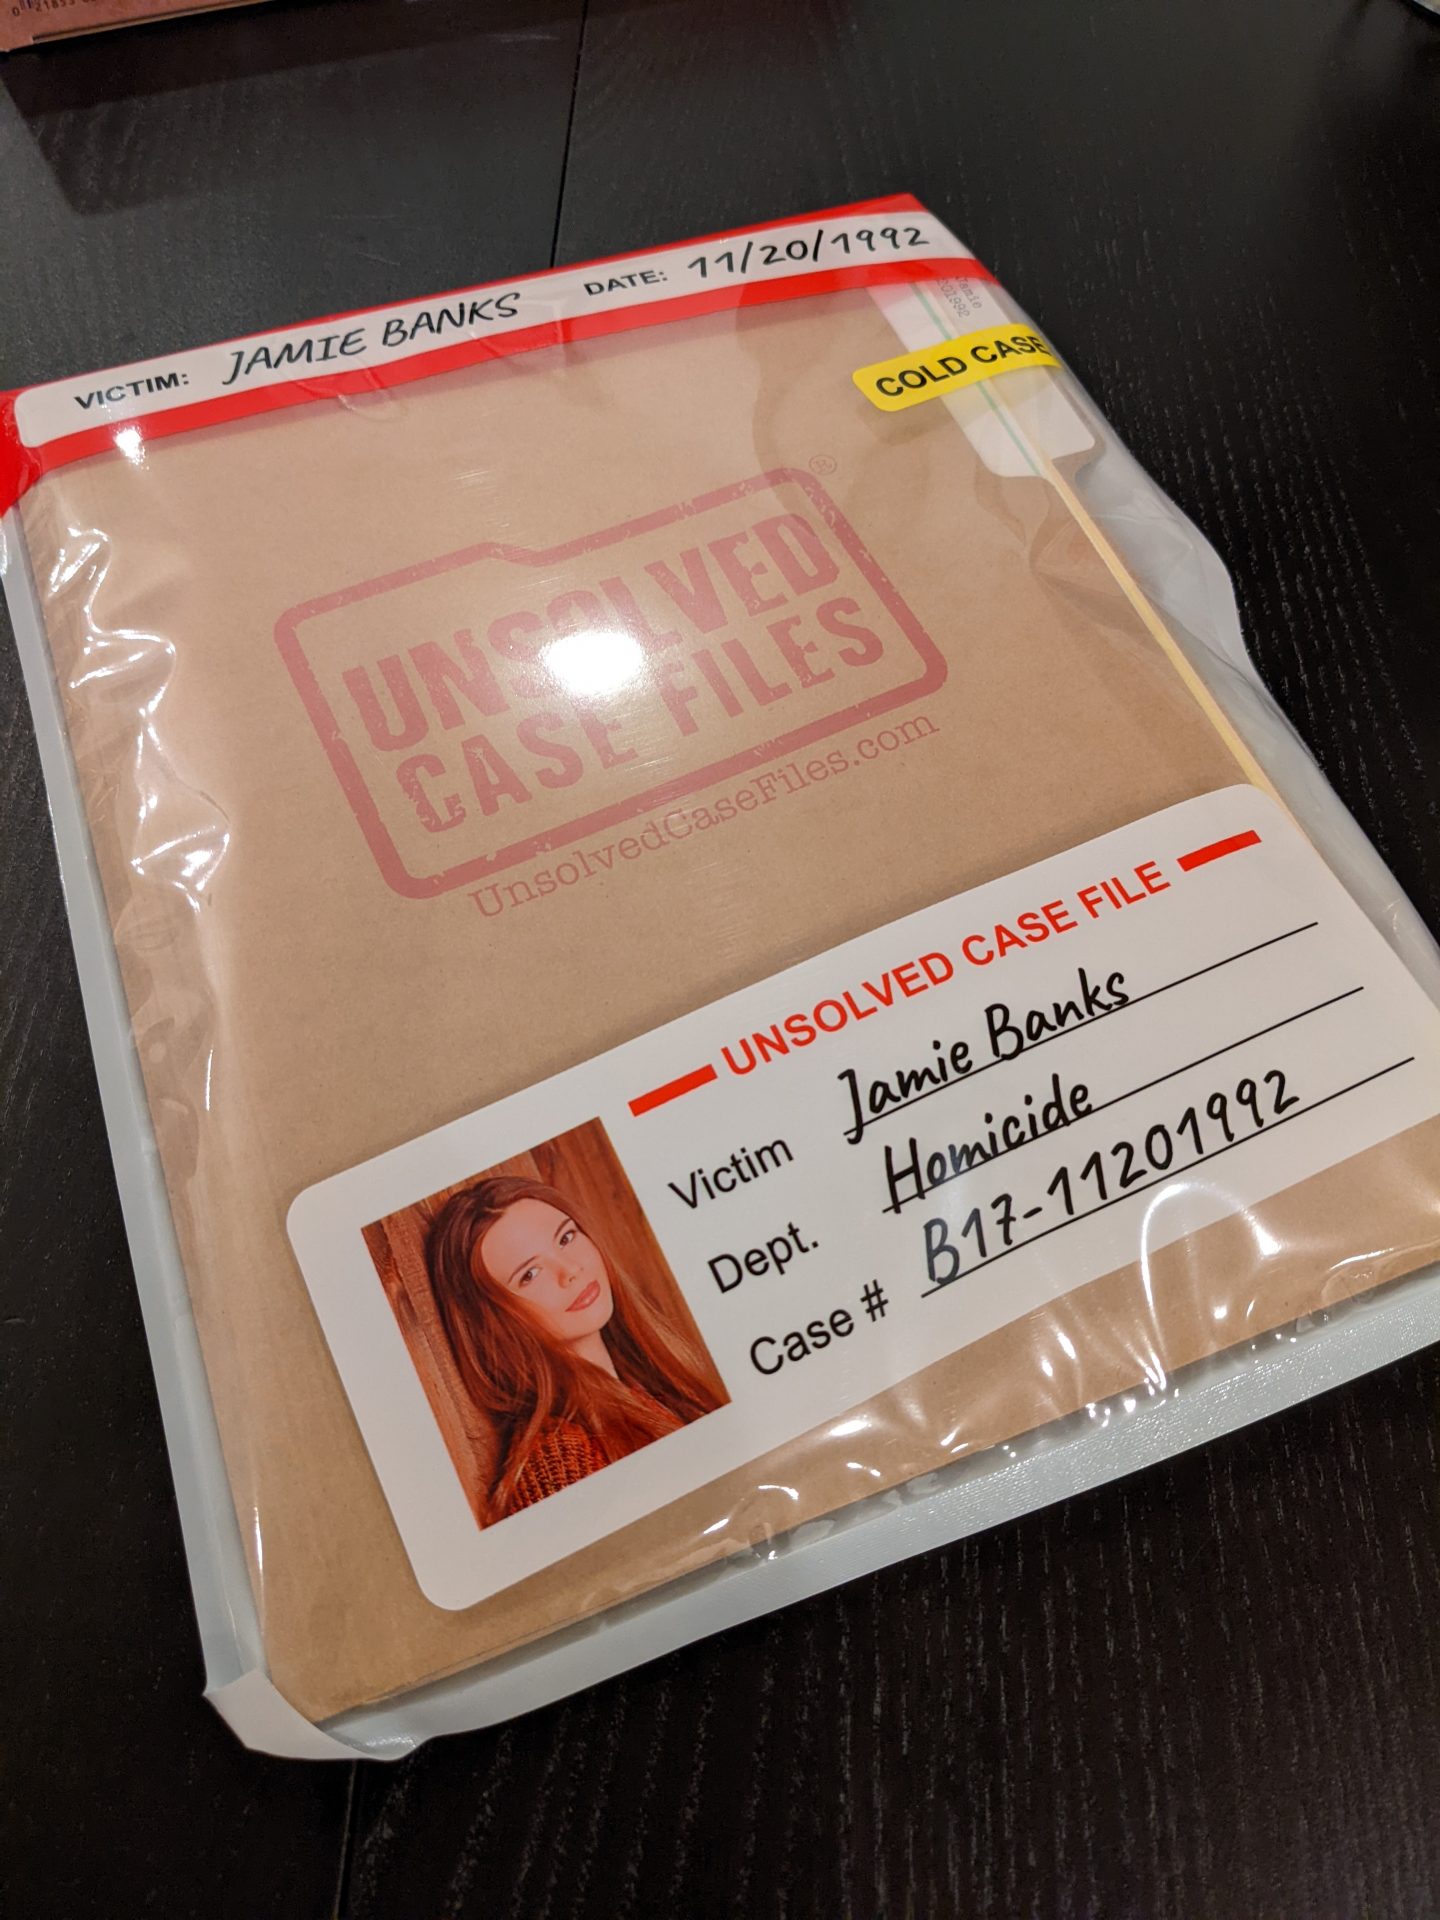 VICTIM: JAMIE BANKS DATE: 11/20/1992
Jamie
COLD CASE
UNSOLVED
CASE FILES®
UnsolvedCaseFiles.com
UNSOLVED CASE FILE
Victim Jamie Banks
Dept. Homicide
Case # B17-11201992